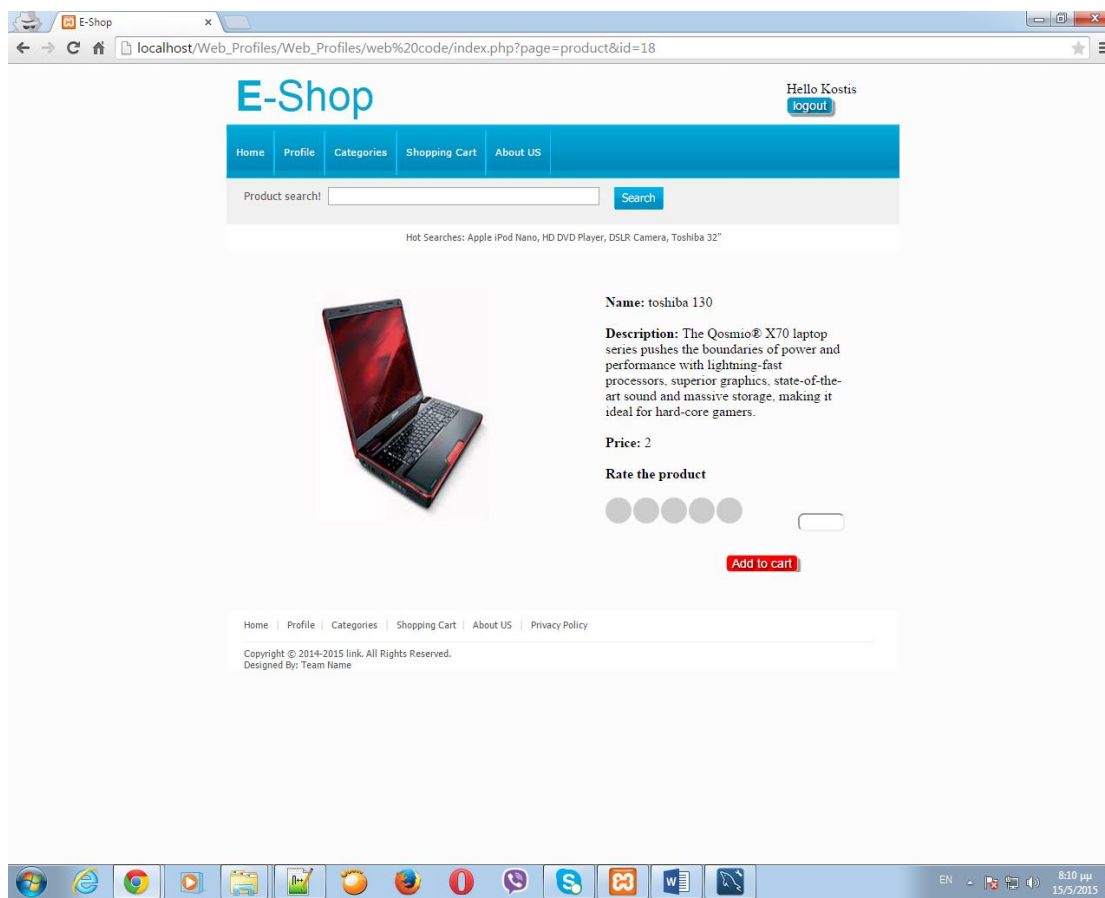 E-Shop
localhost/Web_Profiles/Web_Profiles/web%20code/index.php?page=product&id=18
E-Shop
Hello Kostis
logout
Home Profile Categories Shopping Cart About US
Product search! Search
Hot Searches: Apple iPod Nano, HD DVD Player, DSLR Camera, Toshiba 32"
Name: toshiba 130
Description: The Qosmio® X70 laptop
series pushes the boundaries of power and
performance with lightning-fast
processors, superior graphics, state-of-the-
art sound and massive storage, making it
ideal for hard-core gamers.
Price: 2
Rate the product
Add to cart
Home | Profile | Categories | Shopping Cart | About US | Privacy Policy
Copyright © 2014-2015 link. All Rights Reserved.
Designed By: Team Name
EN
8:10 μμ
15/5/2015